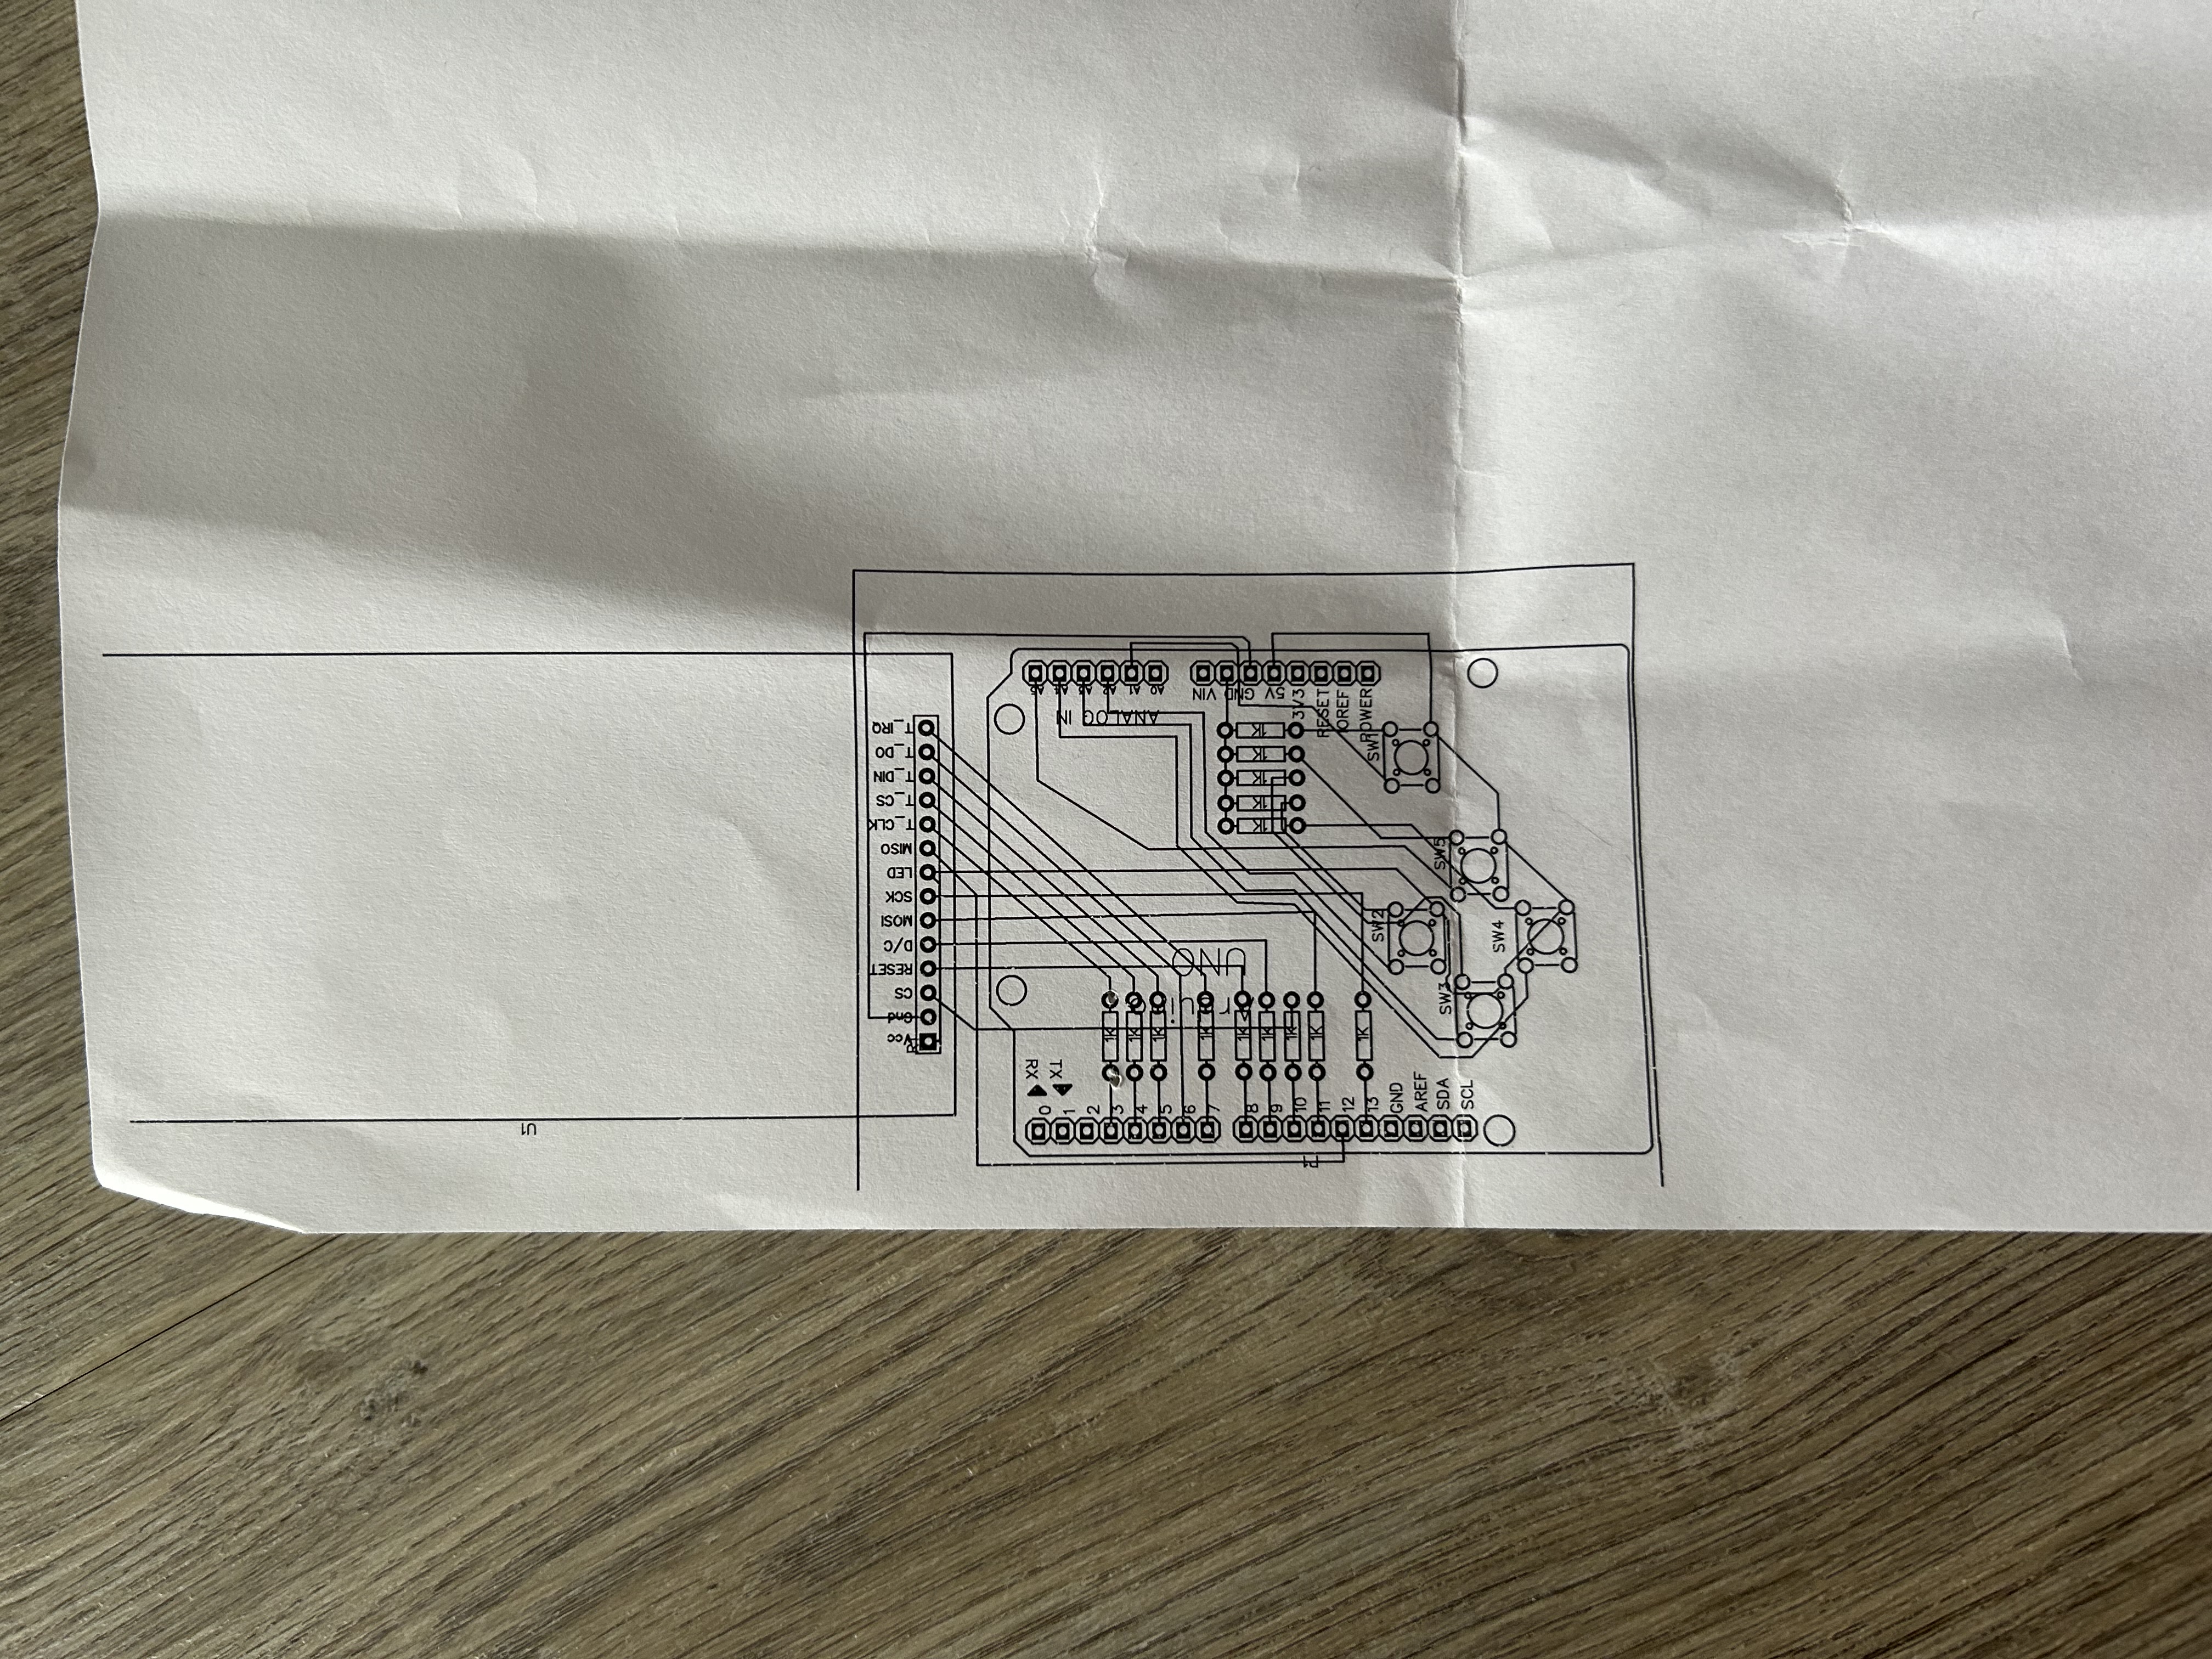 U1
Vcc
Gnd
CS
RESET
D/C
MOSI
SCK
LED
MISO
T_CLK
T_CS
T_DIN
T_DO
T_IRQ
0
1
2
3
4
5
6
7
8
9
10
11
12
13
GND
AREF
SDA
SCL
RX
TX
P1
1K
1K
1K
1K
1K
1K
1K
1K
1K
Arduino
UNO
A5
A4
A3
A2
A1
A0
ANALOG IN
VIN
GND
5V
3V3
RESET
IOREF
POWER
1K
1K
1K
1K
1K
SW2
SW1
SW3
SW5
SW4